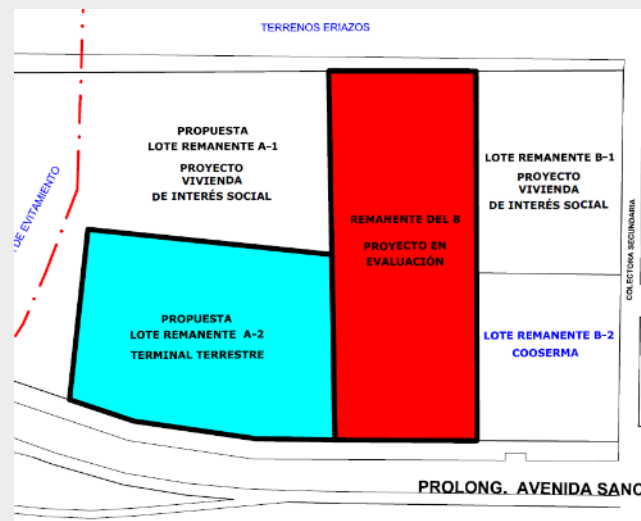 TERRENOS ERIAZOS
PROPUESTA
LOTE REMANENTE A-1
PROYECTO
VIVIENDA
DE INTERÉS SOCIAL
DE EVITAMIENTO
REMANENTE DEL B
PROYECTO EN
EVALUACIÓN
LOTE REMANENTE B-1
PROYECTO
VIVIENDA
DE INTERÉS SOCIAL
COLECTORA SECUNDARIA
PROPUESTA
LOTE REMANENTE A-2
TERMINAL TERRESTRE
LOTE REMANENTE B-2
COOSERMA
PROLONG. AVENIDA SANC